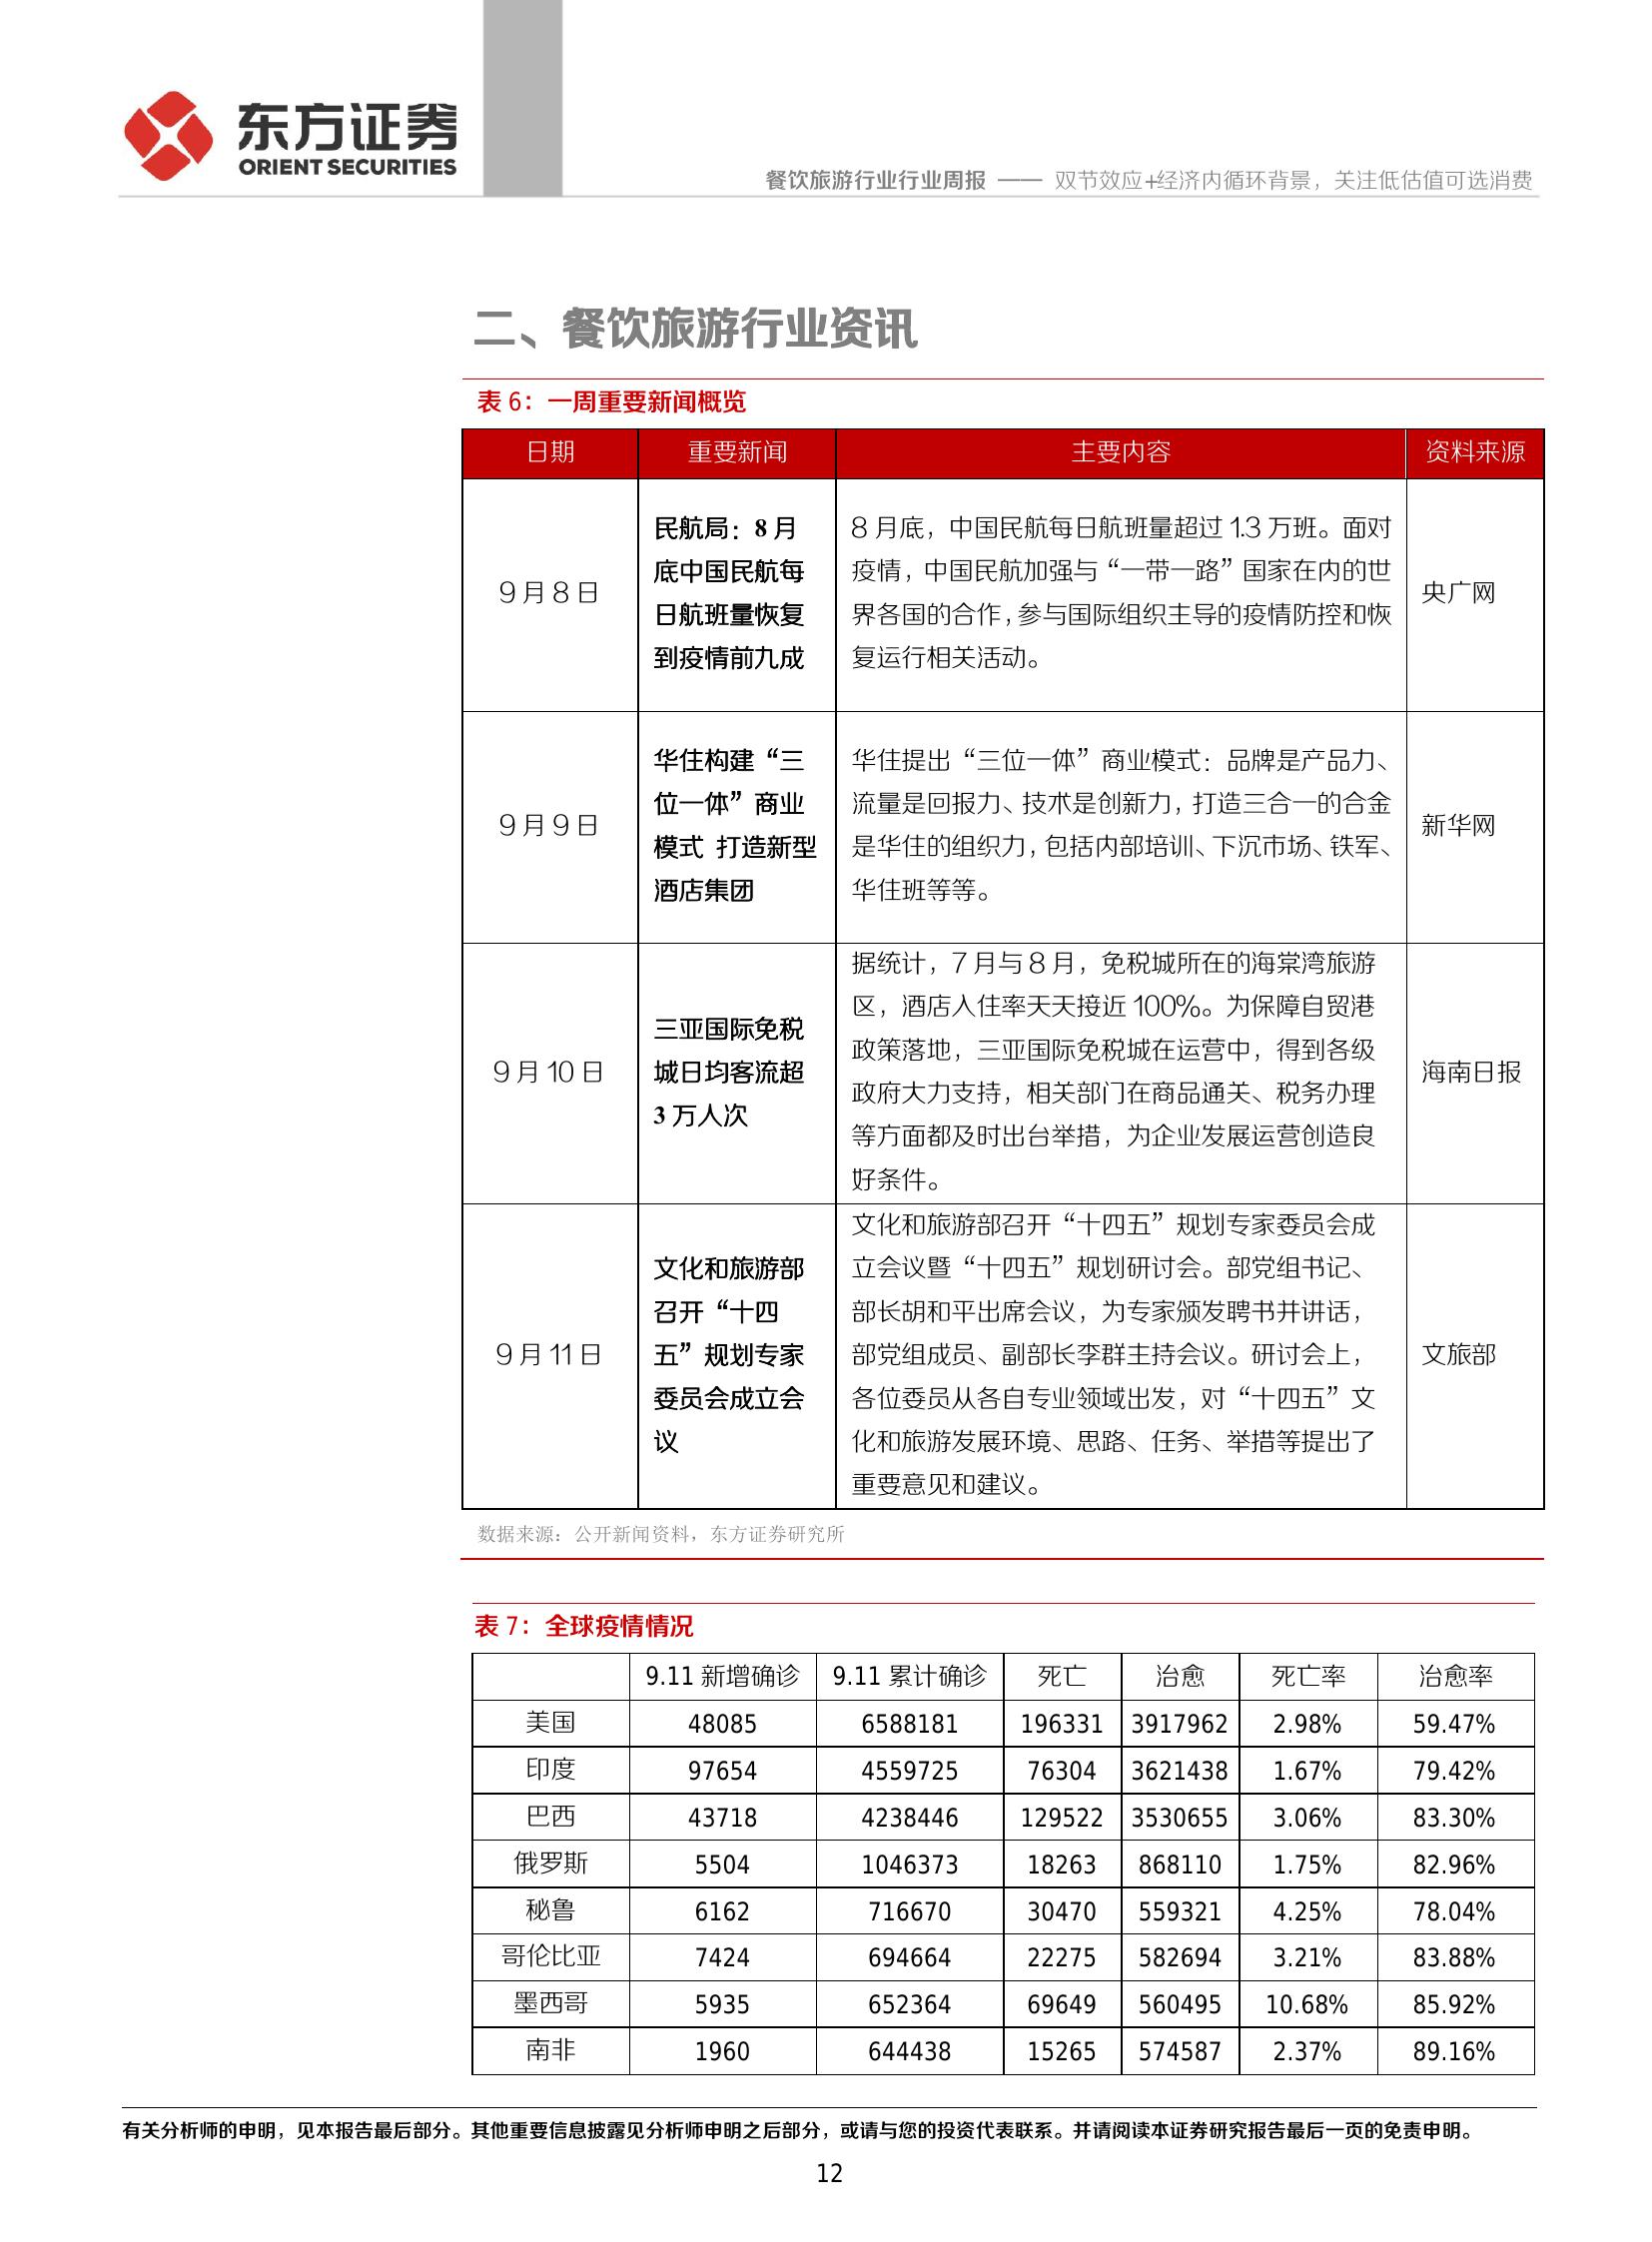 东方证券
ORIENT SECURITIES
餐饮旅游行业行业周报 —— 双节效应+经济内循环背景，关注低估值可选消费
二、餐饮旅游行业资讯
表 6：一周重要新闻概览
日期 重要新闻 主要内容 资料来源
9 月 8 日
民航局：8 月
底中国民航每
日航班量恢复
到疫情前九成
8 月底，中国民航每日航班量超过 1.3 万班。面对
疫情，中国民航加强与“一带一路”国家在内的世
界各国的合作，参与国际组织主导的疫情防控和恢
复运行相关活动。
央广网
9 月 9 日
华住构建“三
位一体”商业
模式 打造新型
酒店集团
华住提出“三位一体”商业模式：品牌是产品力、
流量是回报力、技术是创新力，打造三合一的合金
是华住的组织力，包括内部培训、下沉市场、铁军、
华住班等等。
新华网
9 月 10 日
三亚国际免税
城日均客流超
3 万人次
据统计，7 月与 8 月，免税城所在的海棠湾旅游
区，酒店入住率天天接近 100%。为保障自贸港
政策落地，三亚国际免税城在运营中，得到各级
政府大力支持，相关部门在商品通关、税务办理
等方面都及时出台举措，为企业发展运营创造良
好条件。
海南日报
9 月 11 日
文化和旅游部
召开“十四
五”规划专家
委员会成立会
议
文化和旅游部召开“十四五”规划专家委员会成
立会议暨“十四五”规划研讨会。部党组书记、
部长胡和平出席会议，为专家颁发聘书并讲话，
部党组成员、副部长李群主持会议。研讨会上，
各位委员从各自专业领域出发，对“十四五”文
化和旅游发展环境、思路、任务、举措等提出了
重要意见和建议。
文旅部
数据来源：公开新闻资料，东方证券研究所
表 7：全球疫情情况
9.11 新增确诊 9.11 累计确诊 死亡 治愈 死亡率 治愈率
美国 48085 6588181 196331 3917962 2.98% 59.47%
印度 97654 4559725 76304 3621438 1.67% 79.42%
巴西 43718 4238446 129522 3530655 3.06% 83.30%
俄罗斯 5504 1046373 18263 868110 1.75% 82.96%
秘鲁 6162 716670 30470 559321 4.25% 78.04%
哥伦比亚 7424 694664 22275 582694 3.21% 83.88%
墨西哥 5935 652364 69649 560495 10.68% 85.92%
南非 1960 644438 15265 574587 2.37% 89.16%
有关分析师的申明，见本报告最后部分。其他重要信息披露见分析师申明之后部分，或请与您的投资代表联系。并请阅读本证券研究报告最后一页的免责申明。
12